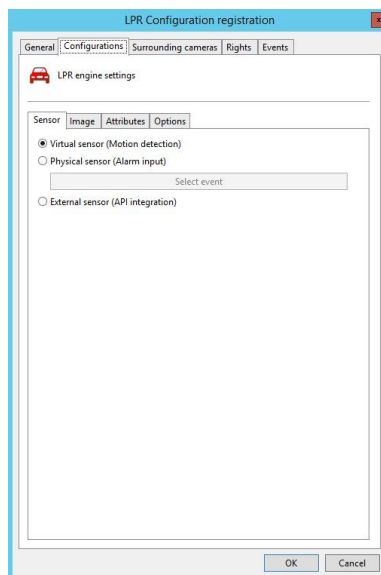 LPR Configuration registration
x
General Configurations Surrounding cameras Rights Events
LPR engine settings
Sensor Image Attributes Options
Virtual sensor (Motion detection)
Physical sensor (Alarm input)
Select event
External sensor (API integration)
OK Cancel